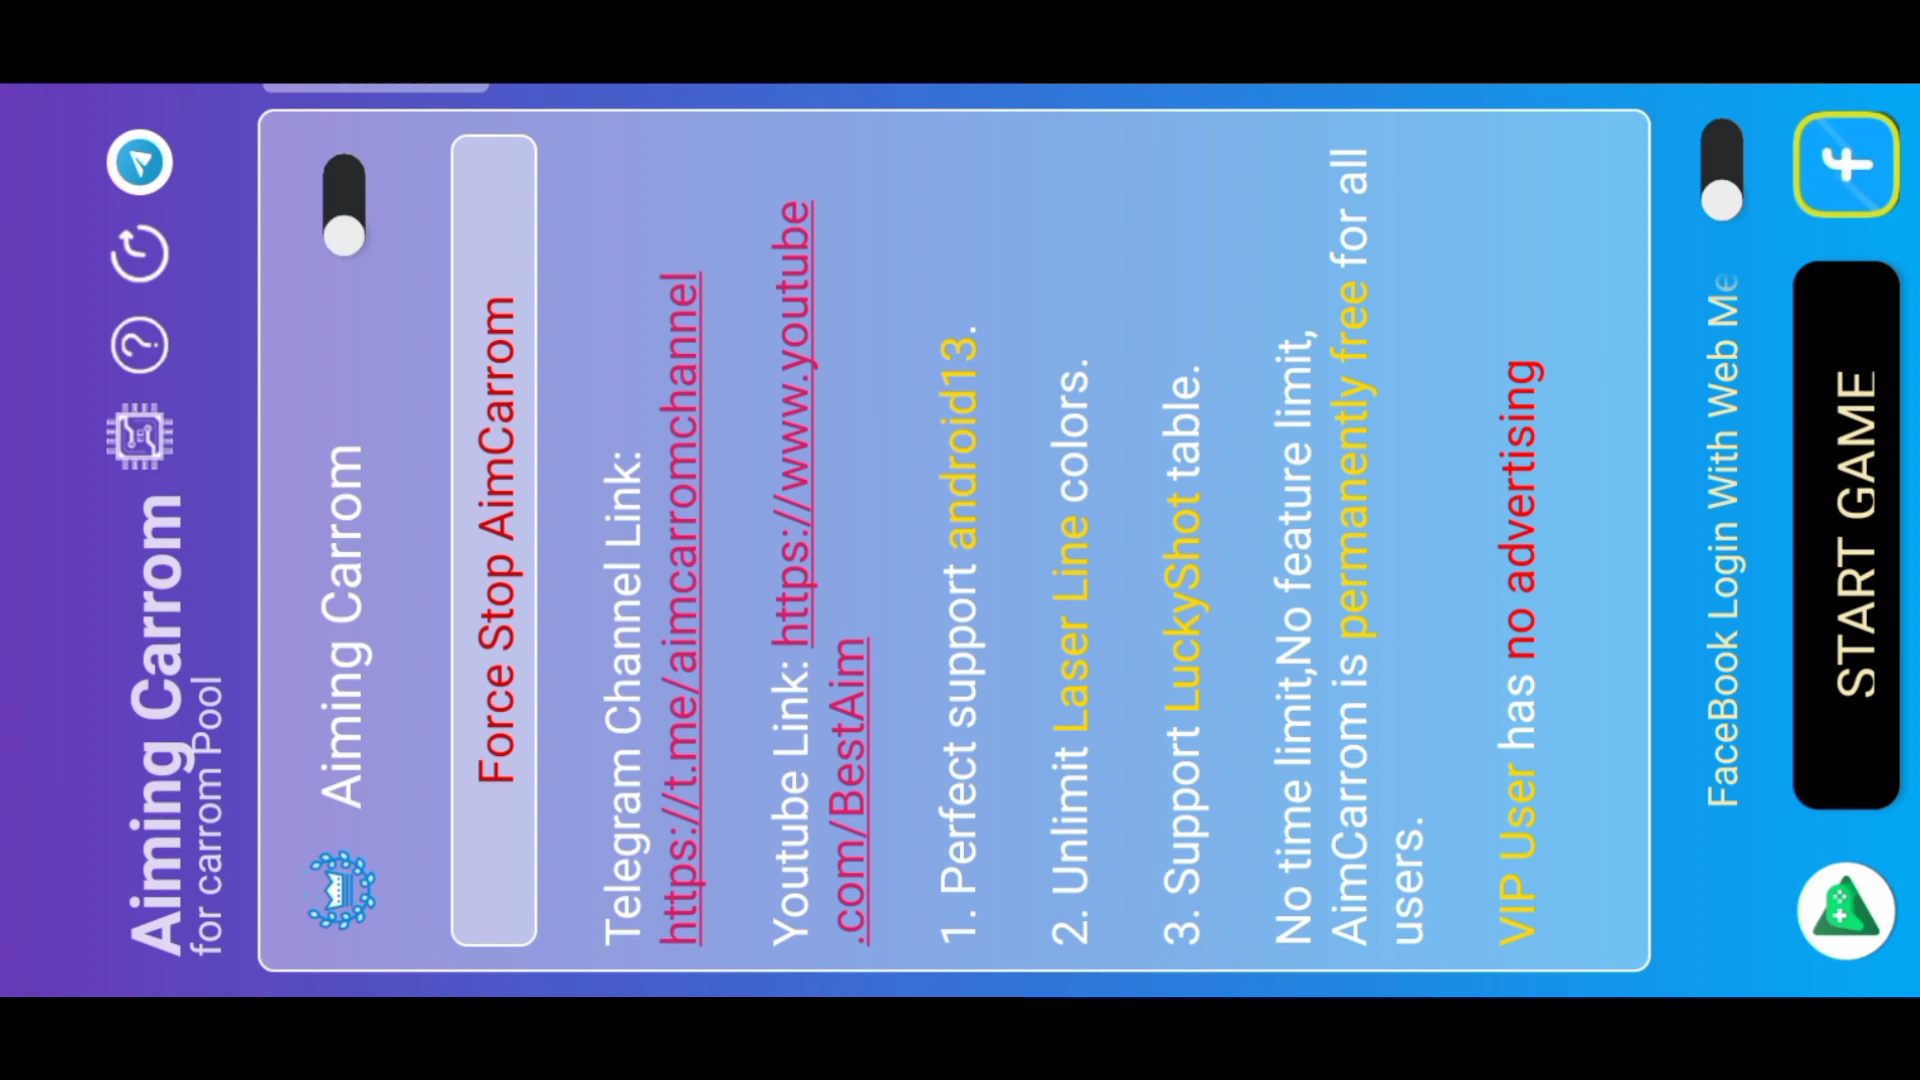 Aiming Carrom
for carrom Pool
Aiming Carrom
Force Stop AimCarrom
Telegram Channel Link:
https://t.me/aimcarromchannel
Youtube Link: https://www.youtube
.com/BestAim
1. Perfect support android13.
2. Unlimit Laser Line colors.
3. Support LuckyShot table.
No time limit,No feature limit,
AimCarrom is permanently free for all
users.
VIP User has no advertising
FaceBook Login With Web Me
START GAME